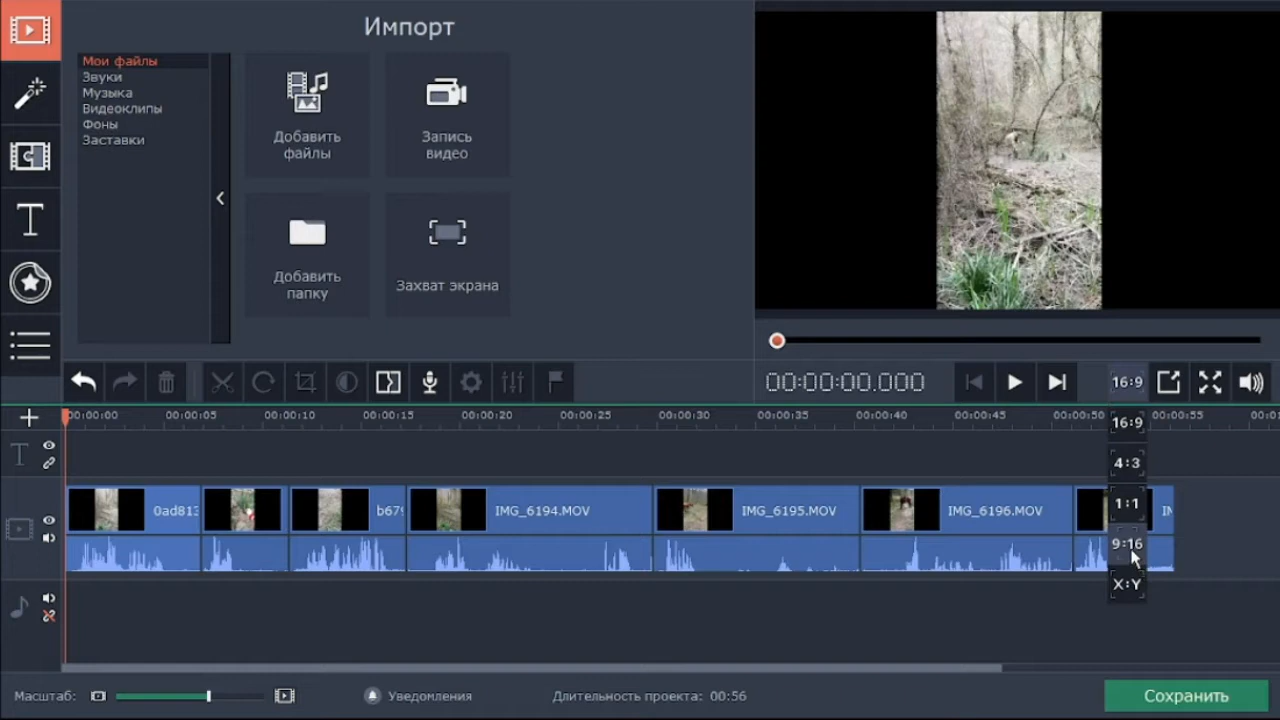 Импорт
Мои файлы
Звуки
Музыка
Видеоклипы
Фоны
Заставки
Добавить
файлы
Запись
видео
Добавить
папку
Захват экрана
00:00:00.000
16:9
00:00:00 00:00:05 00:00:10 00:00:15 00:00:20 00:00:25 00:00:30 00:00:35 00:00:40 00:00:45 00:00:50 00:00:55
16:9
4:3
1:1
9:16
X:Y
T
0ad813 b679 IMG_6194.MOV IMG_6195.MOV IMG_6196.MOV
Масштаб:
Уведомления
Длительность проекта: 00:56
Сохранить